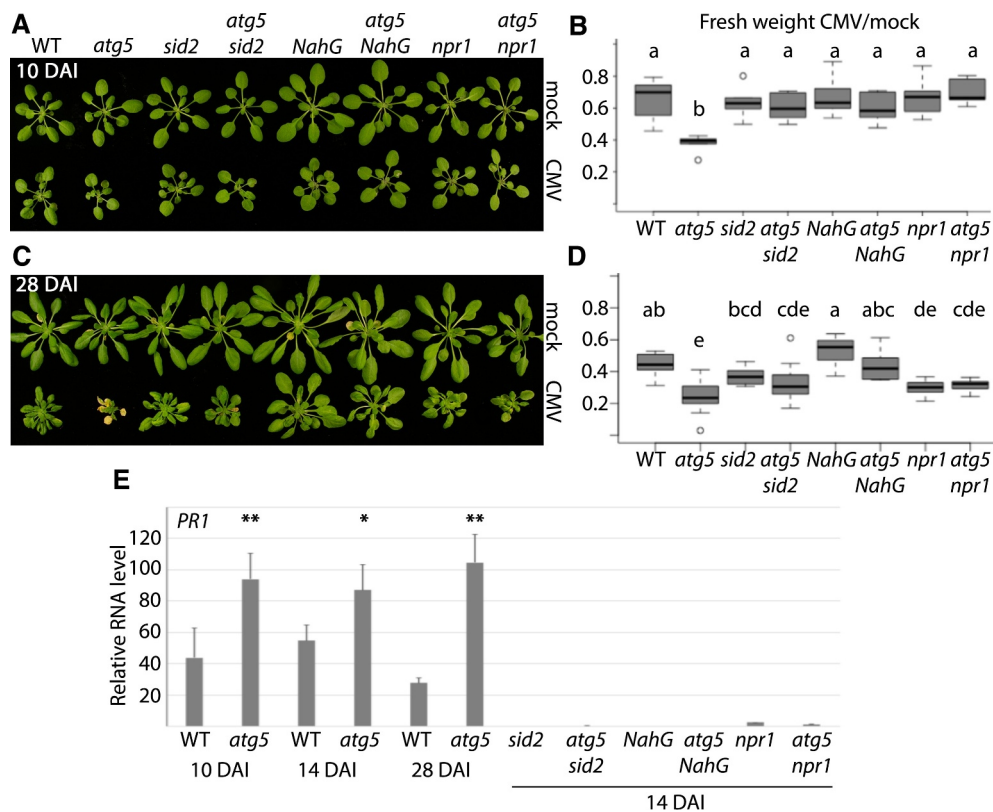 A
WT atg5 sid2 atg5 sid2 NahG atg5 NahG npr1 atg5 npr1
10 DAI
mock
CMV
B
Fresh weight CMV/mock
a b a a a a a a
0.8
0.6
0.4
0.2
WT atg5 sid2 atg5 sid2 NahG atg5 NahG npr1 atg5 npr1
C
28 DAI
mock
CMV
D
ab e bcd cde a abc de cde
0.8
0.6
0.4
0.2
WT atg5 sid2 atg5 sid2 NahG atg5 NahG npr1 atg5 npr1
E
PR1 ** * **
Relative RNA level
120
100
80
60
40
20
WT atg5 WT atg5 WT atg5 sid2 atg5 sid2 NahG atg5 NahG npr1 atg5 npr1
10 DAI 14 DAI 28 DAI
14 DAI